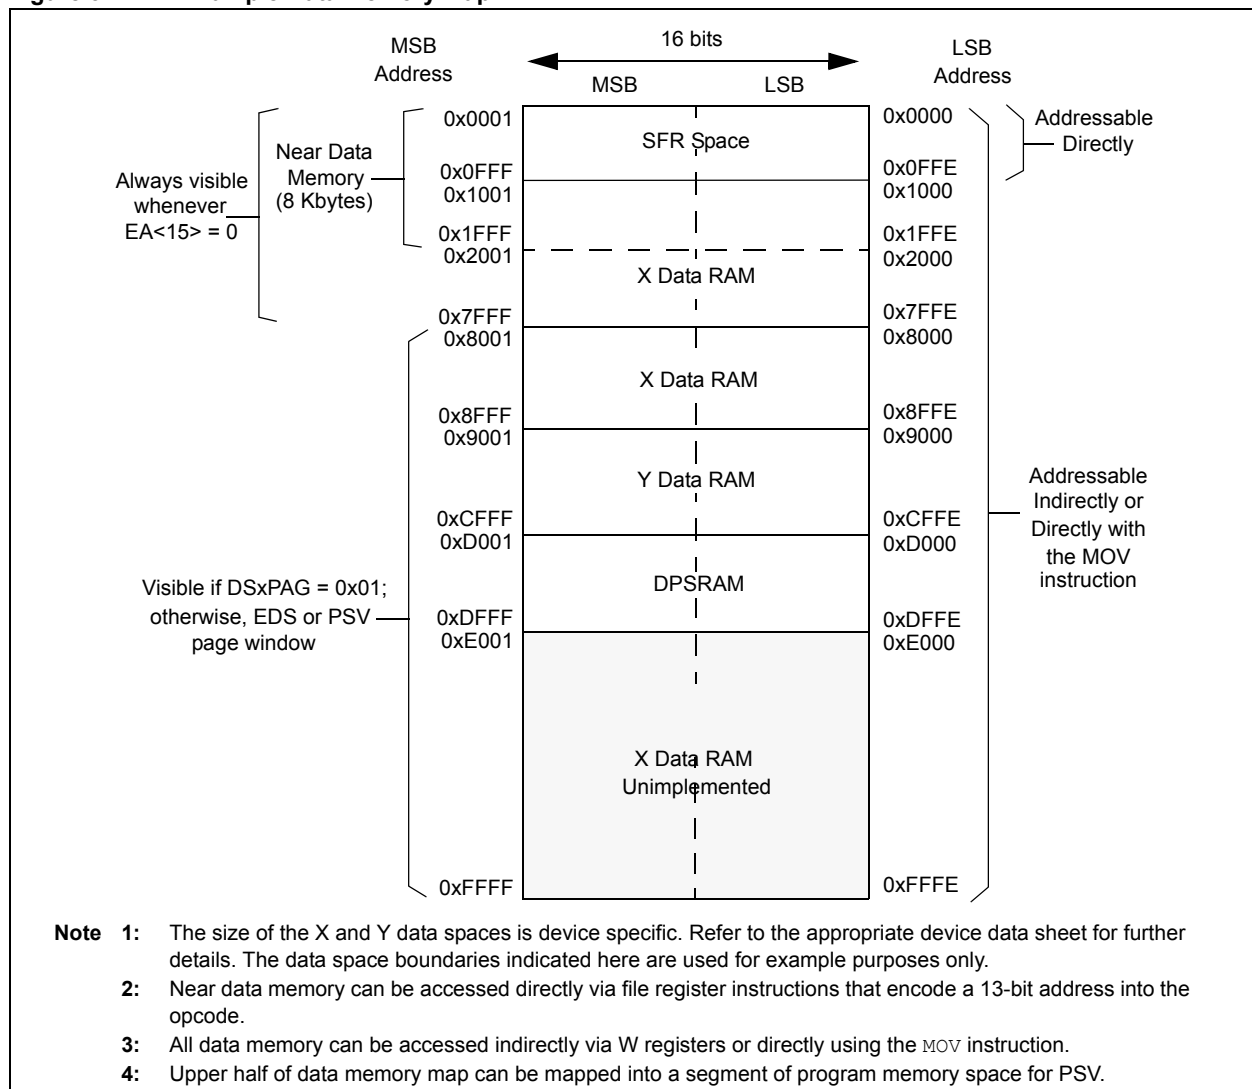 16 bits
MSB
Address
LSB
Address
MSB
LSB
0x0001
0x0000
SFR Space
Addressable
Directly
Near Data
Memory
(8 Kbytes)
0x0FFF
0x1001
0x0FFE
0x1000
Always visible
whenever
EA<15> = 0
0x1FFF
0x2001
0x1FFE
0x2000
X Data RAM
0x7FFF
0x8001
0x7FFE
0x8000
X Data RAM
0x8FFF
0x9001
0x8FFE
0x9000
Y Data RAM
Addressable
Indirectly or
Directly with
the MOV
instruction
0xCFFF
0xD001
0xCFFE
0xD000
DPSRAM
Visible if DSxPAG = 0x01;
otherwise, EDS or PSV
page window
0xDFFF
0xE001
0xDFFE
0xE000
X Data RAM
Unimplemented
0xFFFF
0xFFFE
Note 1: The size of the X and Y data spaces is device specific. Refer to the appropriate device data sheet for further
details. The data space boundaries indicated here are used for example purposes only.
2: Near data memory can be accessed directly via file register instructions that encode a 13-bit address into the
opcode.
3: All data memory can be accessed indirectly via W registers or directly using the MOV instruction.
4: Upper half of data memory map can be mapped into a segment of program memory space for PSV.